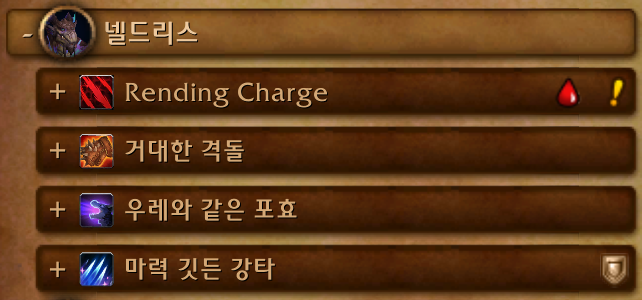 넬드리스
Rending Charge
거대한 격돌
우레와 같은 포효
마력 깃든 강타